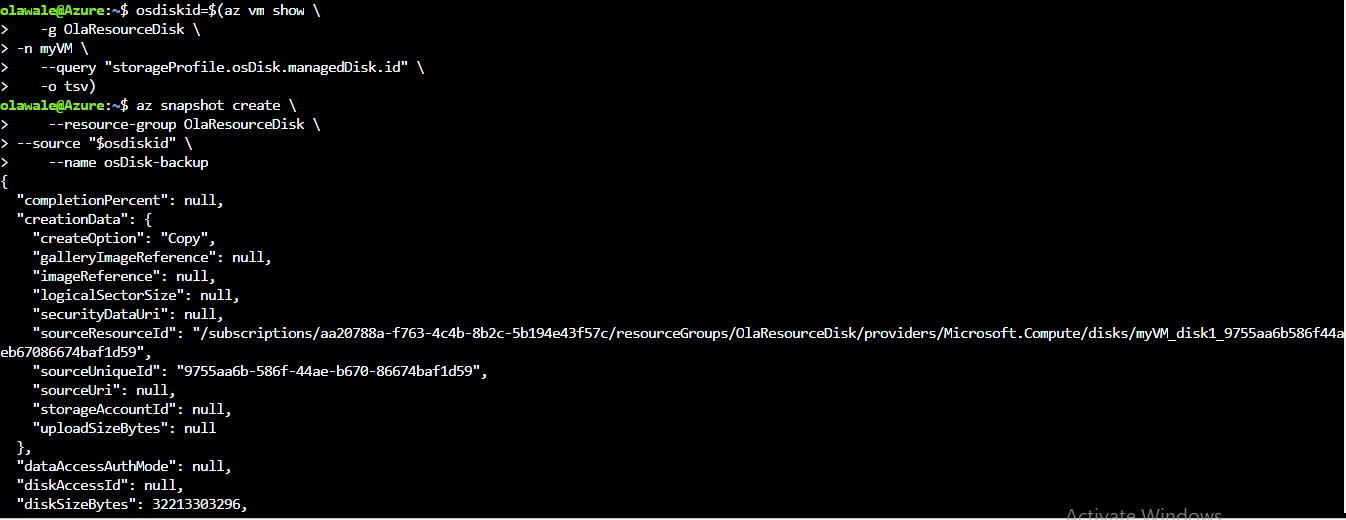 olawale@Azure:~$ osdiskid=$(az vm show \
>    -g OlaResourceDisk \
> -n myVM \
>    --query "storageProfile.osDisk.managedDisk.id" \
>    -o tsv)
olawale@Azure:~$ az snapshot create \
>     --resource-group OlaResourceDisk \
> --source "$osdiskid" \
>     --name osDisk-backup
{
  "completionPercent": null,
  "creationData": {
    "createOption": "Copy",
    "galleryImageReference": null,
    "imageReference": null,
    "logicalSectorSize": null,
    "securityDataUri": null,
    "sourceResourceId": "/subscriptions/aa20788a-f763-4c4b-8b2c-5b194e43f57c/resourceGroups/OlaResourceDisk/providers/Microsoft.Compute/disks/myVM_disk1_9755aa6b586f44a
eb67086674baf1d59",
    "sourceUniqueId": "9755aa6b-586f-44ae-b670-86674baf1d59",
    "sourceUri": null,
    "storageAccountId": null,
    "uploadSizeBytes": null
  },
  "dataAccessAuthMode": null,
  "diskAccessId": null,
  "diskSizeBytes": 32213303296,
Activate Windows